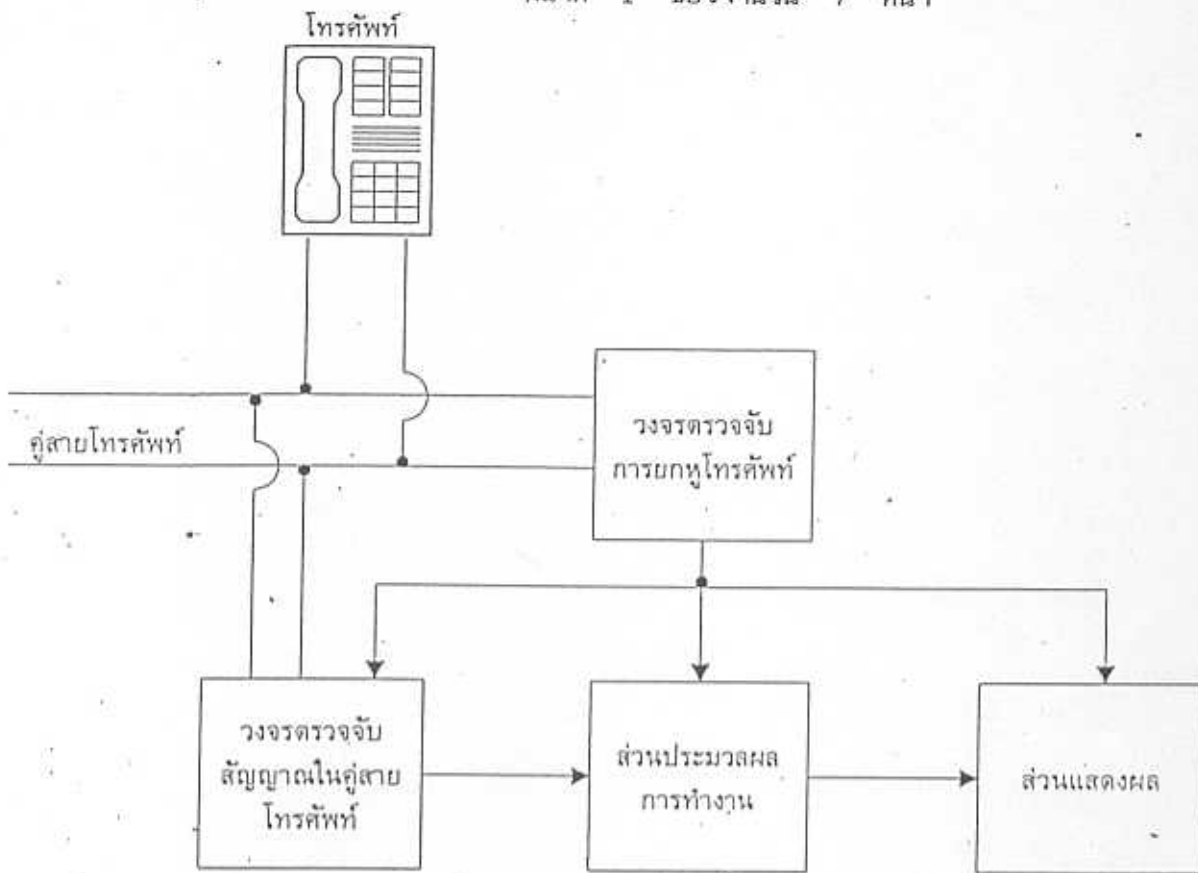 โทรศัพท์
คู่สายโทรศัพท์
วงจรตรวจจับ
การยกหูโทรศัพท์
วงจรตรวจจับ
สัญญาณในคู่สาย
โทรศัพท์
ส่วนประมวลผล
การทำงาน
ส่วนแสดงผล